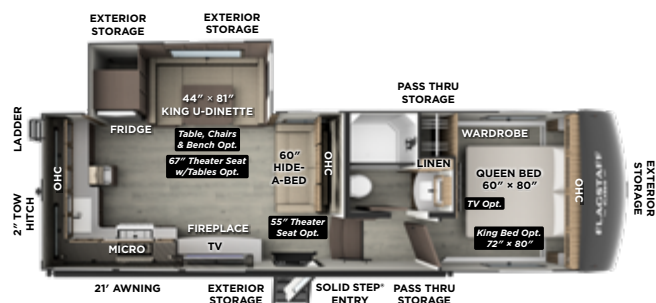 EXTERIOR
STORAGE
EXTERIOR
STORAGE
PASS THRU
STORAGE
LADDER
2" TOW
HITCH
OHC
FRIDGE
44" × 81"
KING U-DINETTE
Table, Chairs
& Bench Opt.
67" Theater Seat
w/Tables Opt.
60"
HIDE-
A-BED
OHC
55" Theater
Seat Opt.
FIREPLACE
TV
MICRO
LINEN
WARDROBE
QUEEN BED
60" × 80"
TV Opt.
King Bed Opt.
72" × 80"
OHC
FLAGSTAFF
EXTERIOR
STORAGE
21' AWNING
EXTERIOR
STORAGE
SOLID STEP®
ENTRY
PASS THRU
STORAGE